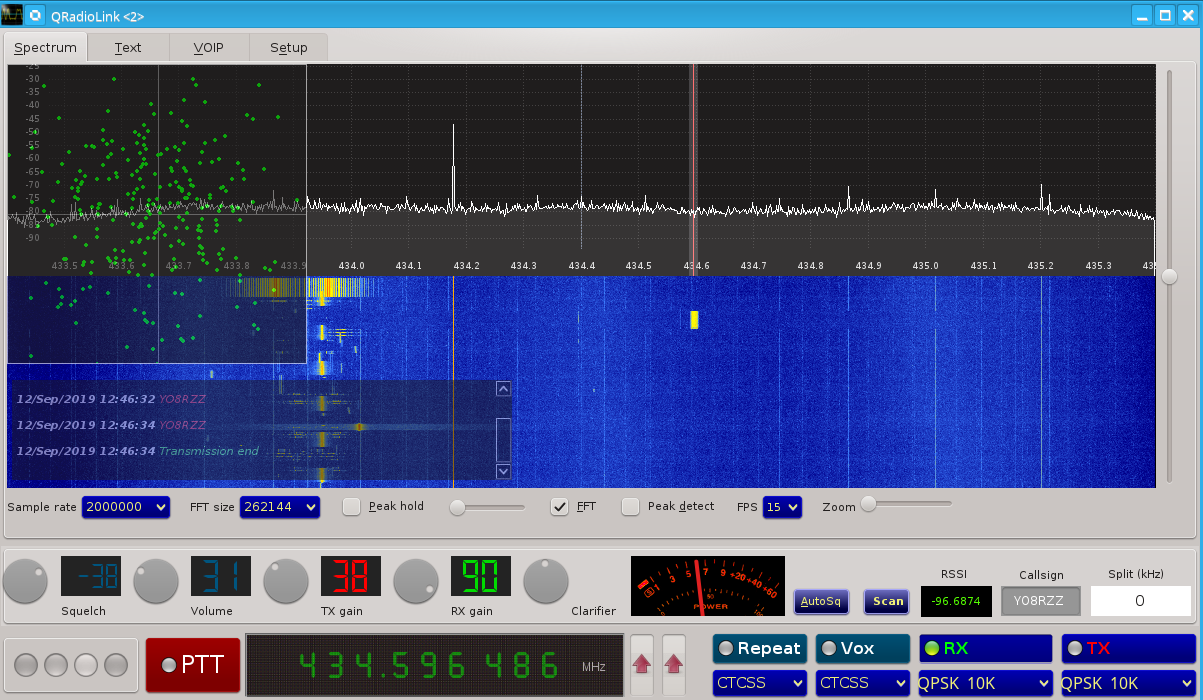 QRadioLink <2>
Spectrum Text VOIP Setup
-25
-30
-35
-40
-45
-50
-55
-60
-65
-70
-75
-80
-85
-90
433.5 433.6 433.7 433.8 433.9 434.0 434.1 434.2 434.3 434.4 434.5 434.6 434.7 434.8 434.9 435.0 435.1 435.2 435.3
12/Sep/2019 12:46:32 YO8RZZ
12/Sep/2019 12:46:34 YO8RZZ
12/Sep/2019 12:46:34 Transmission end
Sample rate 2000000 FFT size 262144 Peak hold FFT Peak detect FPS 15 Zoom
-38 31 38 90
Squelch Volume TX gain RX gain Clarifier
1 3 5 7 9 +20 +40 +60
POWER
AutoSq Scan
RSSI Callsign Split (kHz)
-96.6874 YO8RZZ 0
PTT
434.596 486 MHz
Repeat Vox RX TX
CTCSS CTCSS QPSK 10K QPSK 10K